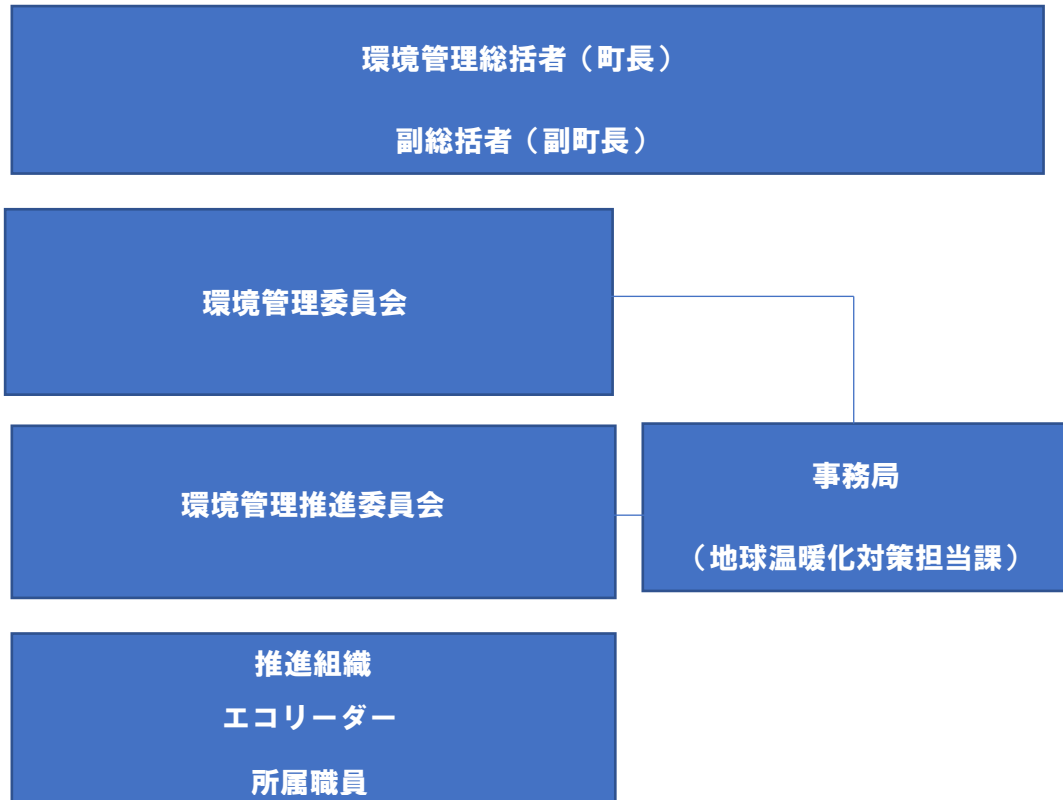 環境管理総括者（町長）
副総括者（副町長）
環境管理委員会
環境管理推進委員会
事務局
（地球温暖化対策担当課）
推進組織
エコリーダー
所属職員